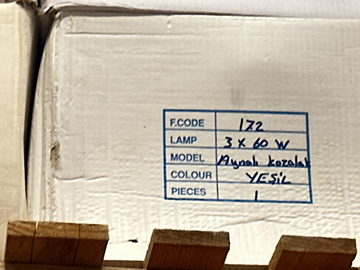 F.CODE 172
LAMP 3 x 60 W
MODEL Aynalı kozalak
COLOUR YEŞİL
PIECES 1